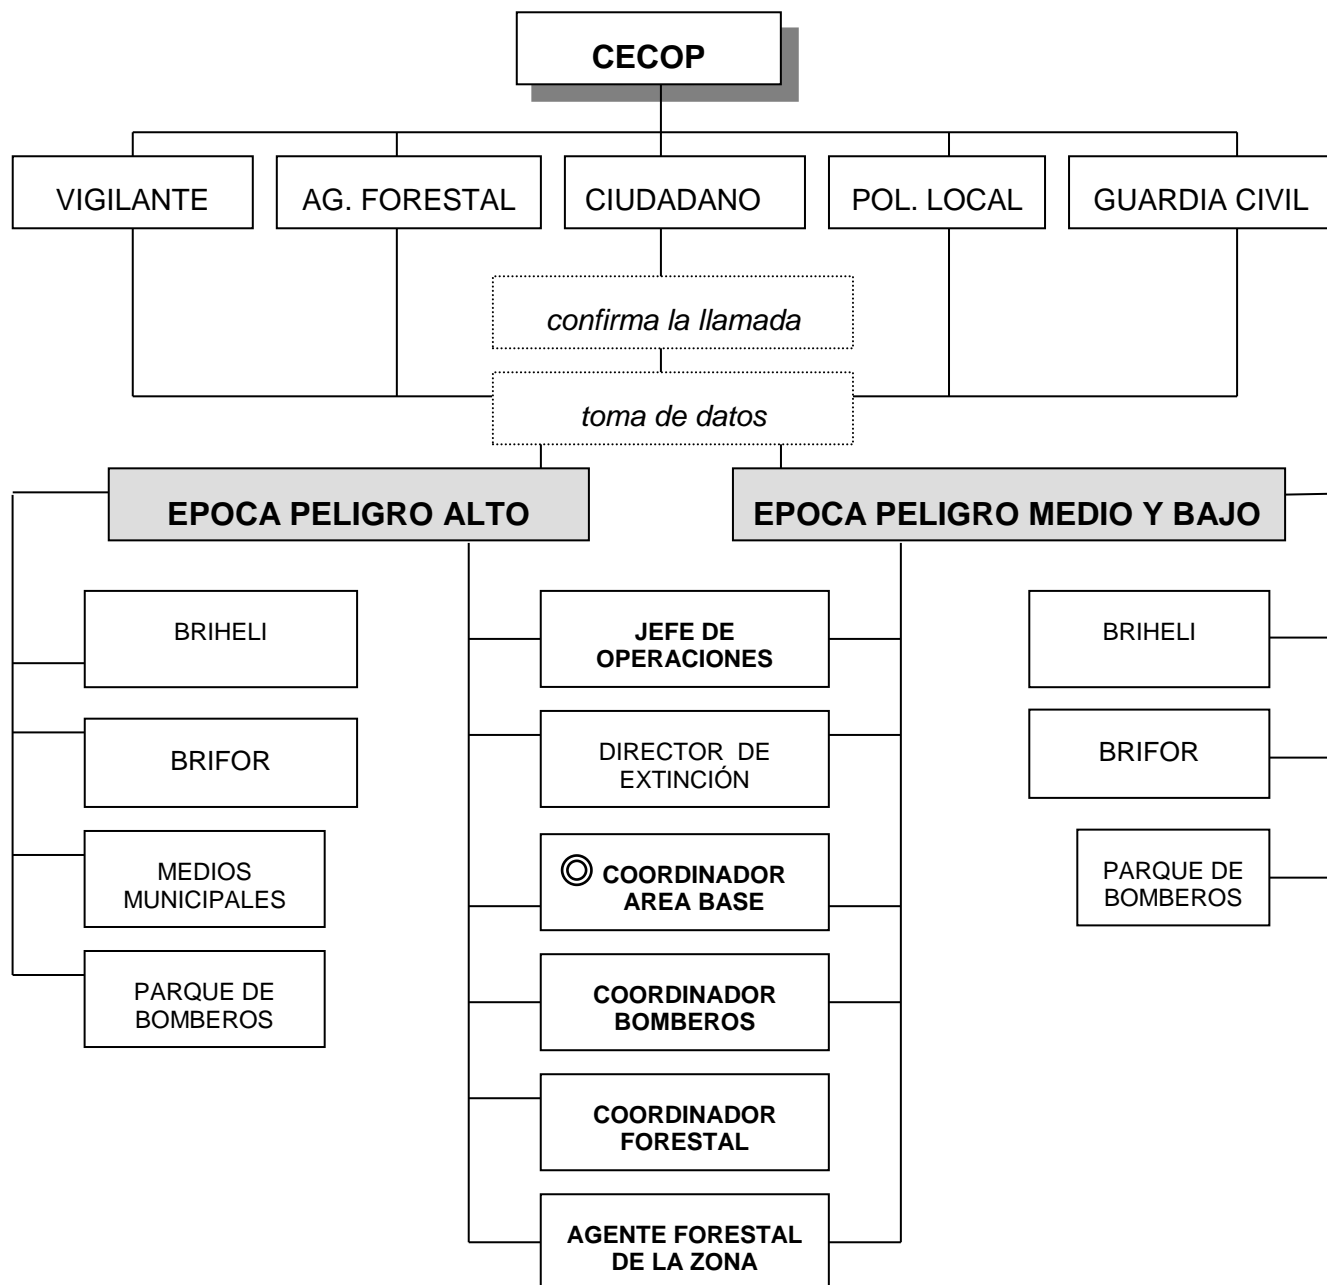 CECOP
VIGILANTE
AG. FORESTAL
CIUDADANO
POL. LOCAL
GUARDIA CIVIL
confirma la llamada
toma de datos
EPOCA PELIGRO ALTO
EPOCA PELIGRO MEDIO Y BAJO
BRIHELI
BRIFOR
MEDIOS
MUNICIPALES
PARQUE DE
BOMBEROS
JEFE DE
OPERACIONES
DIRECTOR DE
EXTINCIÓN
COORDINADOR
AREA BASE
COORDINADOR
BOMBEROS
COORDINADOR
FORESTAL
AGENTE FORESTAL
DE LA ZONA
BRIHELI
BRIFOR
PARQUE DE
BOMBEROS